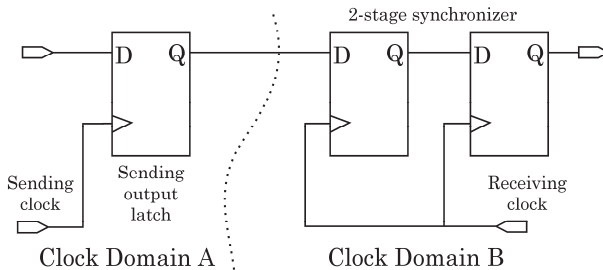 2-stage synchronizer
D Q
D Q
D Q
Sending
clock
Sending
output
latch
Receiving
clock
Clock Domain A
Clock Domain B